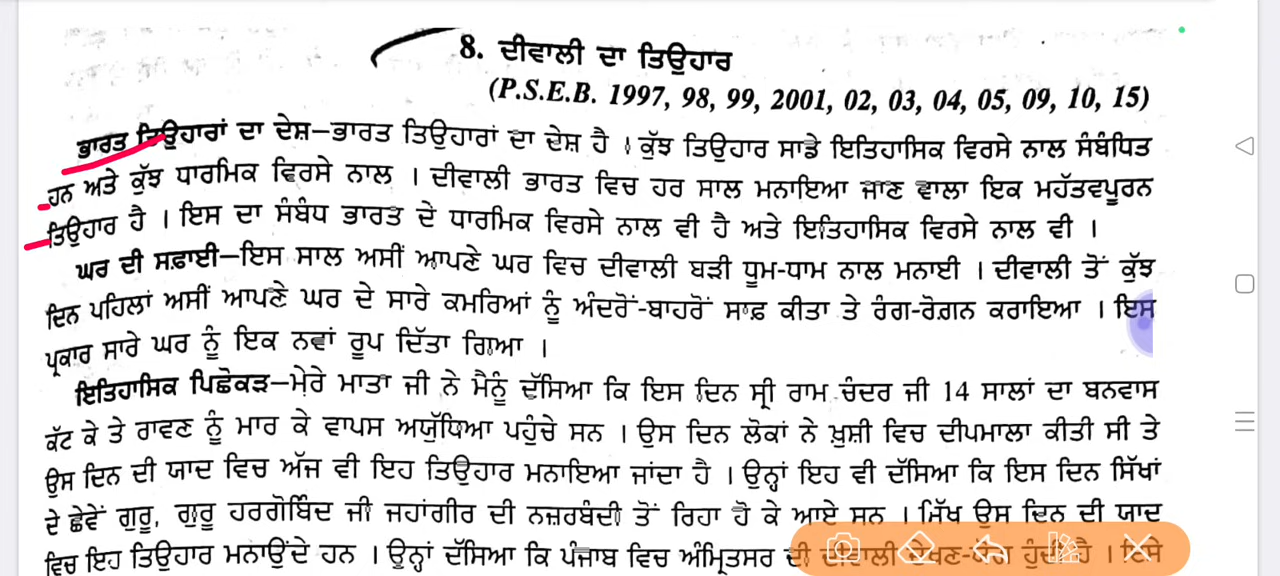 8. ਦੀਵਾਲੀ ਦਾ ਤਿਉਹਾਰ
(P.S.E.B. 1997, 98, 99, 2001, 02, 03, 04, 05, 09, 10, 15)
ਭਾਰਤ ਤਿਉਹਾਰਾਂ ਦਾ ਦੇਸ਼—ਭਾਰਤ ਤਿਉਹਾਰਾਂ ਦਾ ਦੇਸ਼ ਹੈ । ਕੁੱਝ ਤਿਉਹਾਰ ਸਾਡੇ ਇਤਿਹਾਸਿਕ ਵਿਰਸੇ ਨਾਲ ਸੰਬੰਧਿਤ
ਹਨ ਅਤੇ ਕੁੱਝ ਧਾਰਮਿਕ ਵਿਰਸੇ ਨਾਲ । ਦੀਵਾਲੀ ਭਾਰਤ ਵਿਚ ਹਰ ਸਾਲ ਮਨਾਇਆ ਜਾਣ ਵਾਲਾ ਇਕ ਮਹੱਤਵਪੂਰਨ
ਤਿਉਹਾਰ ਹੈ । ਇਸ ਦਾ ਸੰਬੰਧ ਭਾਰਤ ਦੇ ਧਾਰਮਿਕ ਵਿਰਸੇ ਨਾਲ ਵੀ ਹੈ ਅਤੇ ਇਤਿਹਾਸਿਕ ਵਿਰਸੇ ਨਾਲ ਵੀ ।
ਘਰ ਦੀ ਸਫ਼ਾਈ—ਇਸ ਸਾਲ ਅਸੀਂ ਆਪਣੇ ਘਰ ਵਿਚ ਦੀਵਾਲੀ ਬੜੀ ਧੂਮ-ਧਾਮ ਨਾਲ ਮਨਾਈ । ਦੀਵਾਲੀ ਤੋਂ ਕੁੱਝ
ਦਿਨ ਪਹਿਲਾਂ ਅਸੀਂ ਆਪਣੇ ਘਰ ਦੇ ਸਾਰੇ ਕਮਰਿਆਂ ਨੂੰ ਅੰਦਰੋਂ-ਬਾਹਰੋਂ ਸਾਫ਼ ਕੀਤਾ ਤੇ ਰੰਗ-ਰੋਗ਼ਨ ਕਰਾਇਆ । ਇਸ
ਪ੍ਰਕਾਰ ਸਾਰੇ ਘਰ ਨੂੰ ਇਕ ਨਵਾਂ ਰੂਪ ਦਿੱਤਾ ਗਿਆ ।
ਇਤਿਹਾਸਿਕ ਪਿਛੋਕੜ—ਮੇਰੇ ਮਾਤਾ ਜੀ ਨੇ ਮੈਨੂੰ ਦੱਸਿਆ ਕਿ ਇਸ ਦਿਨ ਸ੍ਰੀ ਰਾਮ ਚੰਦਰ ਜੀ 14 ਸਾਲਾਂ ਦਾ ਬਨਵਾਸ
ਕੱਟ ਕੇ ਤੇ ਰਾਵਣ ਨੂੰ ਮਾਰ ਕੇ ਵਾਪਸ ਅਯੁੱਧਿਆ ਪਹੁੰਚੇ ਸਨ । ਉਸ ਦਿਨ ਲੋਕਾਂ ਨੇ ਖ਼ੁਸ਼ੀ ਵਿਚ ਦੀਪਮਾਲਾ ਕੀਤੀ ਸੀ ਤੇ
ਉਸ ਦਿਨ ਦੀ ਯਾਦ ਵਿਚ ਅੱਜ ਵੀ ਇਹ ਤਿਉਹਾਰ ਮਨਾਇਆ ਜਾਂਦਾ ਹੈ । ਉਨ੍ਹਾਂ ਇਹ ਵੀ ਦੱਸਿਆ ਕਿ ਇਸ ਦਿਨ ਸਿੱਖਾਂ
ਦੇ ਛੇਵੇਂ ਗੁਰੂ, ਗੁਰੂ ਹਰਗੋਬਿੰਦ ਜੀ ਜਹਾਂਗੀਰ ਦੀ ਨਜ਼ਰਬੰਦੀ ਤੋਂ ਰਿਹਾ ਹੋ ਕੇ ਆਏ ਸਨ । ਸਿੱਖ ਉਸ ਦਿਨ ਦੀ ਯਾਦ
ਵਿਚ ਇਹ ਤਿਉਹਾਰ ਮਨਾਉਂਦੇ ਹਨ । ਉਨ੍ਹਾਂ ਦੱਸਿਆ ਕਿ ਪੰਜਾਬ ਵਿਚ ਅੰਮ੍ਰਿਤਸਰ ਦੀ ਦੀਵਾਲੀ ਹੁੰਦੀ ਹੈ । ਇਸੇ